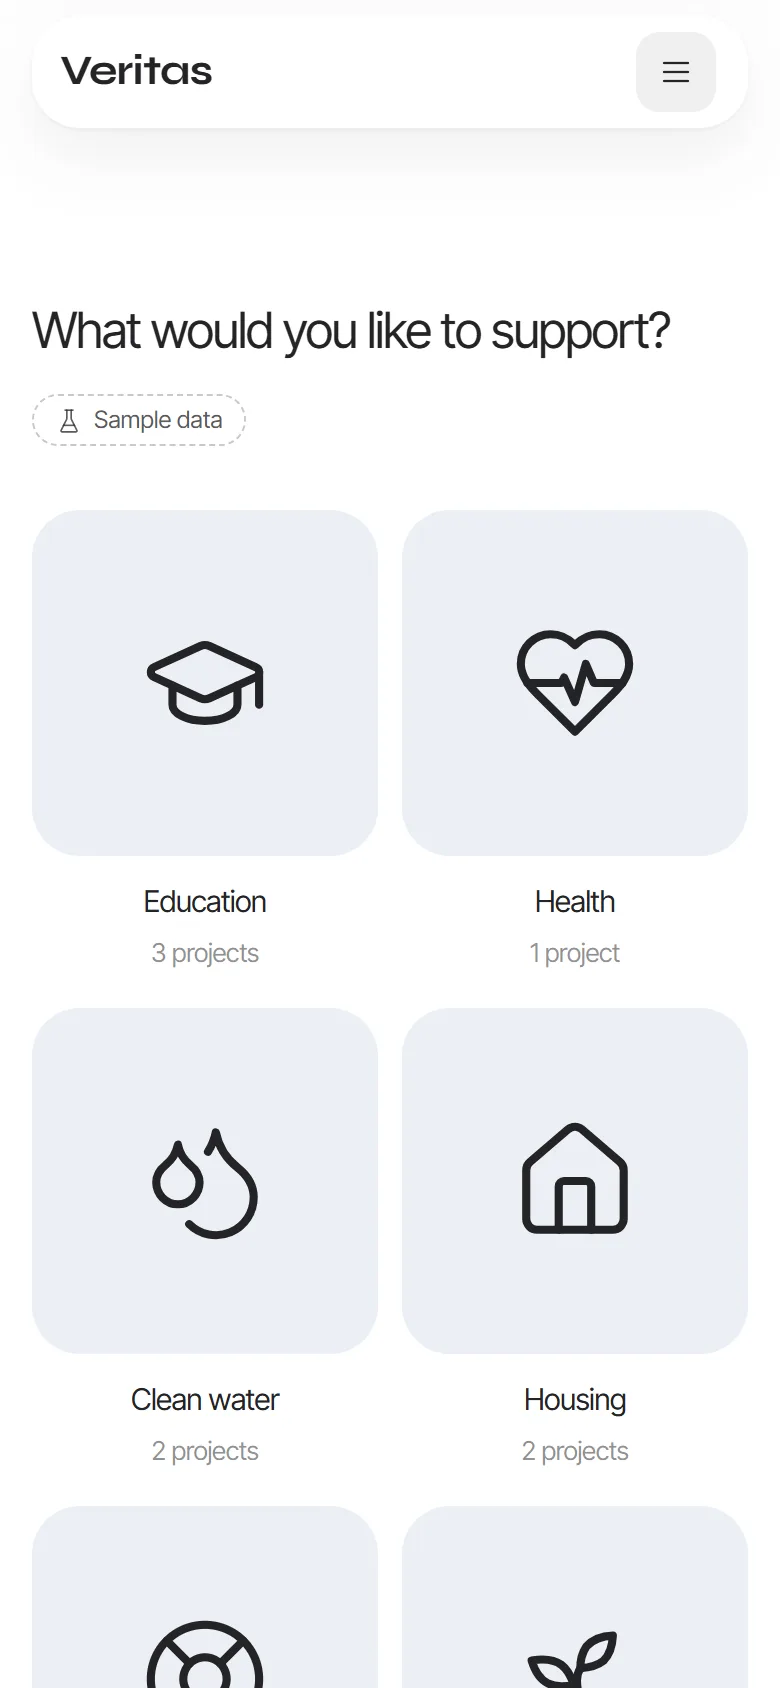 Veritas
What would you like to support?
Sample data
Education
Health
3 projects
1 project
Clean water
Housing
2 projects
2 projects